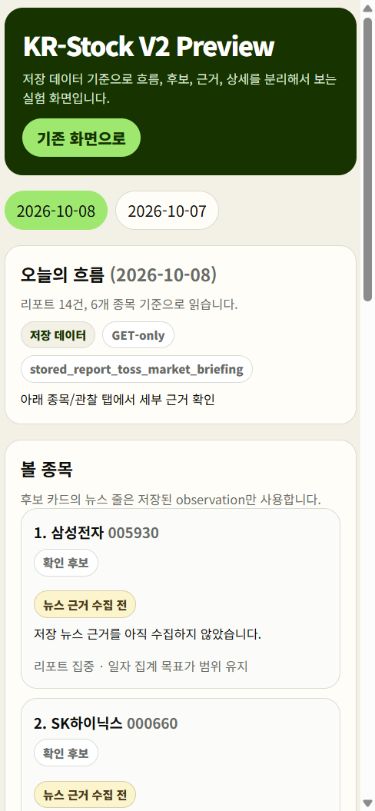 KR-Stock V2 Preview
저장 데이터 기준으로 흐름, 후보, 근거, 상세를 분리해서 보는
실험 화면입니다.
기존 화면으로
2026-10-08
2026-10-07
오늘의 흐름 (2026-10-08)
리포트 14건, 6개 종목 기준으로 읽습니다.
저장 데이터
GET-only
stored_report_toss_market_briefing
아래 종목/관찰 탭에서 세부 근거 확인
볼 종목
후보 카드의 뉴스 줄은 저장된 observation만 사용합니다.
1. 삼성전자 005930
확인 후보
뉴스 근거 수집 전
저장 뉴스 근거를 아직 수집하지 않았습니다.
리포트 집중 · 일자 집계 목표가 범위 유지
2. SK하이닉스 000660
확인 후보
뉴스 근거 수집 전